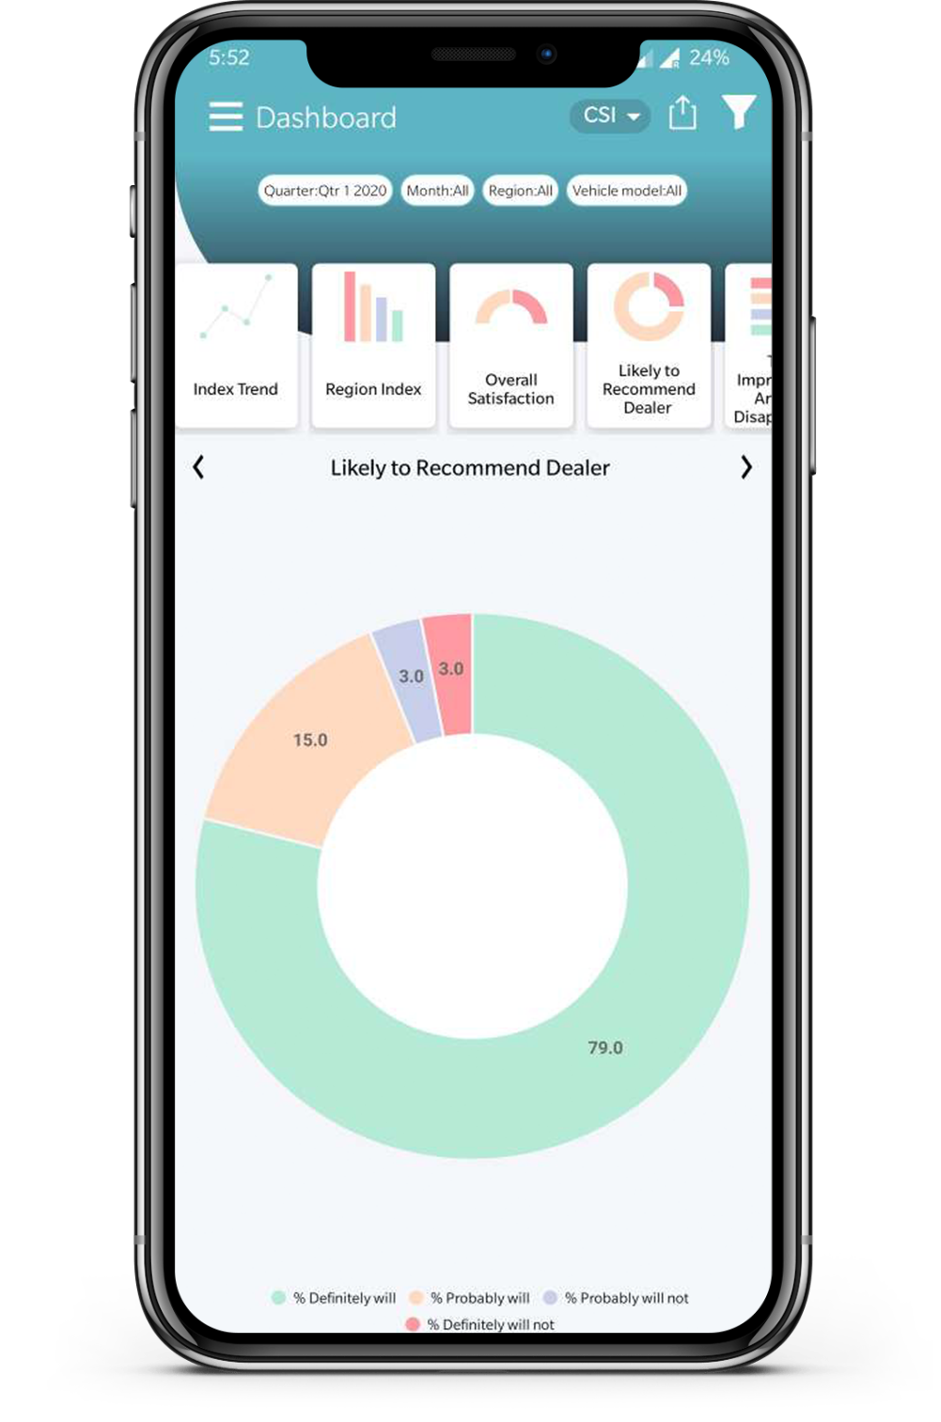 5:52
24%
Dashboard
CSI
Quarter:Qtr 1 2020
Month:All
Region:All
Vehicle model:All
Index Trend
Region Index
Overall
Satisfaction
Likely to
Recommend
Dealer
Impr
Ar
Disap
Likely to Recommend Dealer
3.0
3.0
15.0
79.0
% Definitely will
% Probably will
% Probably will not
% Definitely will not